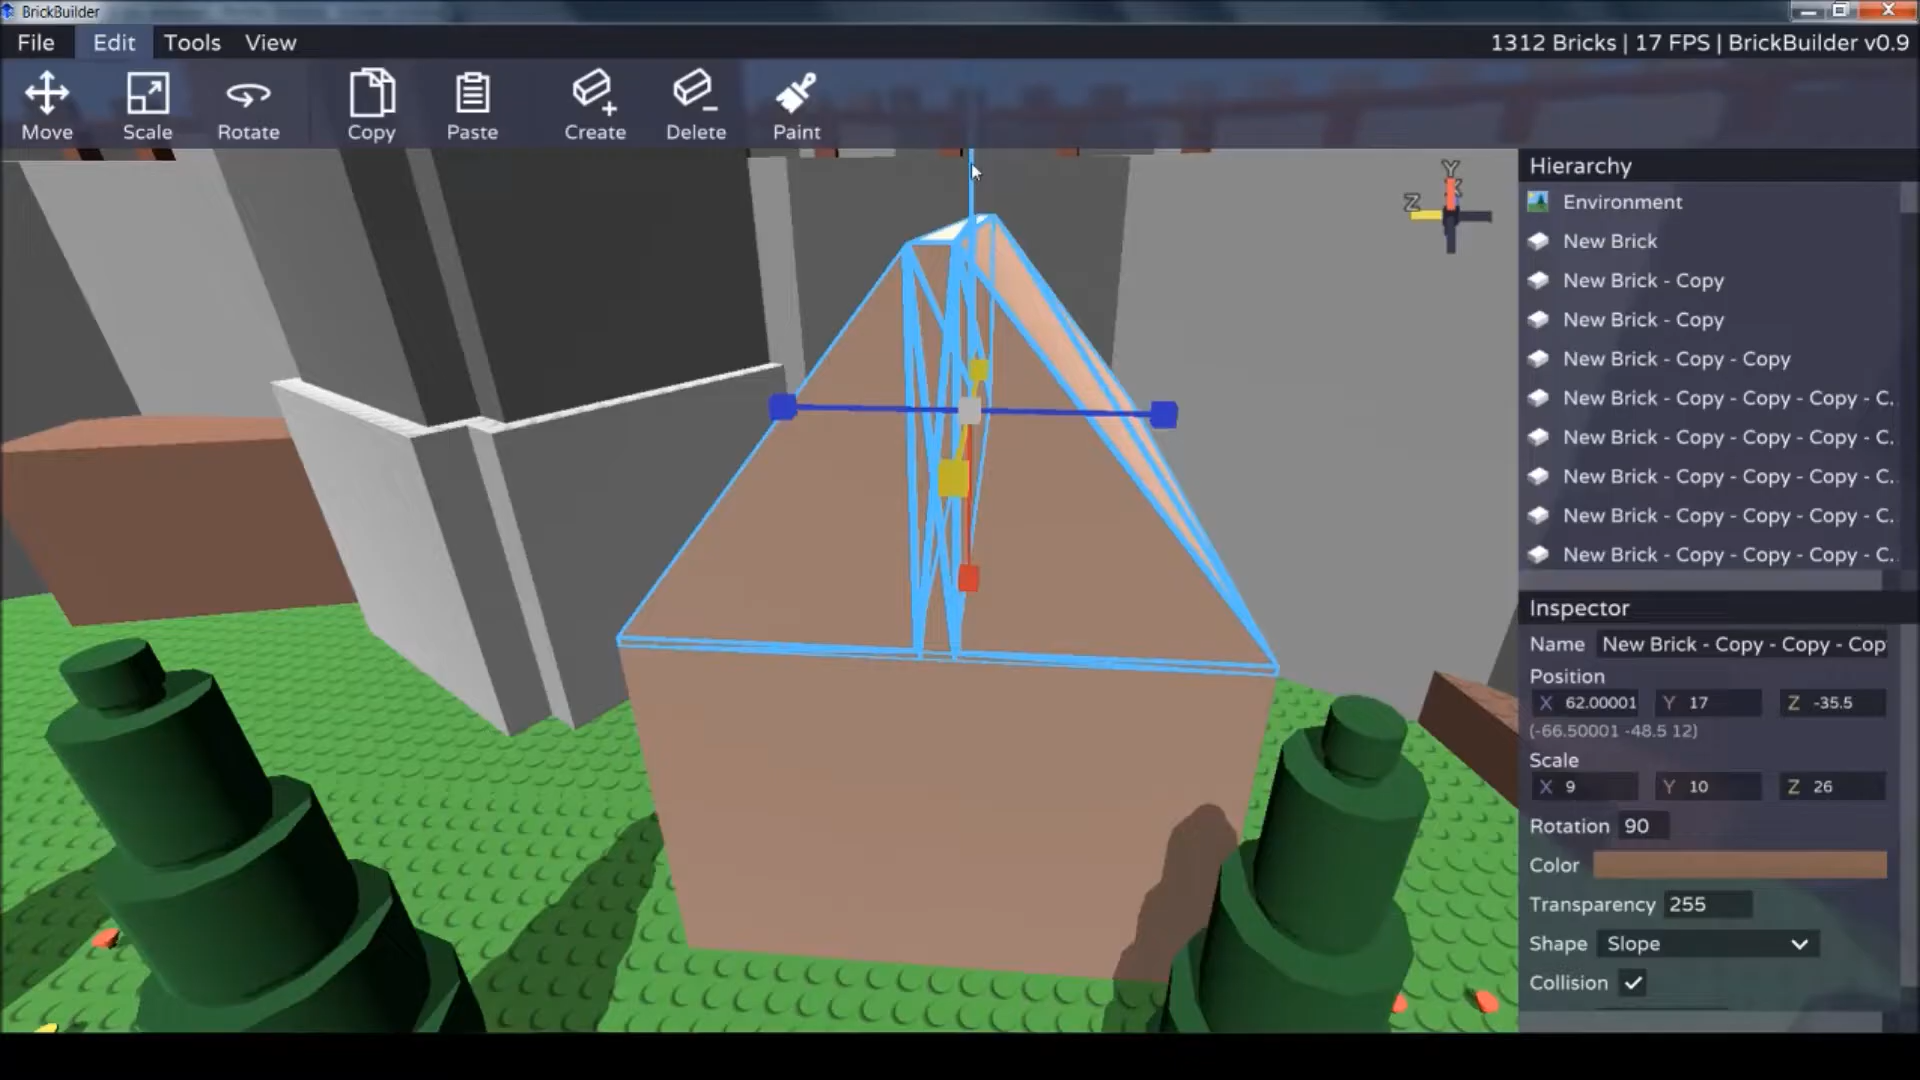 BrickBuilder
File Edit Tools View
1312 Bricks | 17 FPS | BrickBuilder v0.9
Move Scale Rotate Copy Paste Create Delete Paint
Y
Z
Hierarchy
Environment
New Brick
New Brick - Copy
New Brick - Copy
New Brick - Copy - Copy
New Brick - Copy - Copy - Copy - C.
New Brick - Copy - Copy - Copy - C.
New Brick - Copy - Copy - Copy - C.
New Brick - Copy - Copy - Copy - C.
New Brick - Copy - Copy - Copy - C.
Inspector
Name New Brick - Copy - Copy - Cop
Position
X 62.00001 Y 17 Z -35.5
(-66.50001 -48.5 12)
Scale
X 9 Y 10 Z 26
Rotation 90
Color
Transparency 255
Shape Slope
Collision